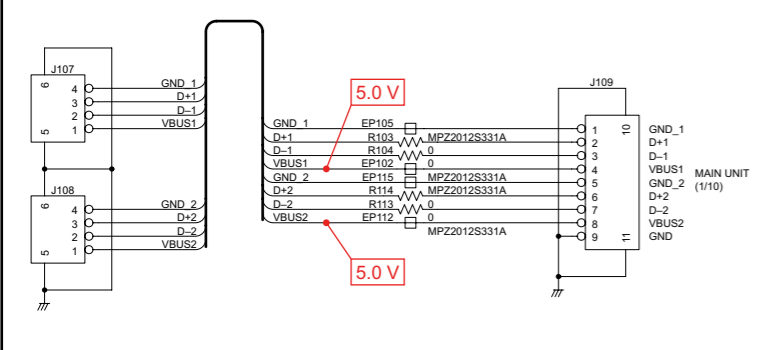 J107
6
5
4 GND_1
3 D+1
2 D–1
1 VBUS1
J108
6
5
4 GND_2
3 D+2
2 D–2
1 VBUS2
5.0 V
GND_1 EP105
D+1 R103 MPZ2012S331A
D–1 R104 0
VBUS1 EP102 0
GND_2 EP115 MPZ2012S331A
D+2 R114 MPZ2012S331A
D–2 R113 0
VBUS2 EP112 0
MPZ2012S331A
5.0 V
J109
10
11
1 GND_1
2 D+1
3 D–1
4 VBUS1
5 GND_2
6 D+2
7 D–2
8 VBUS2
9 GND
MAIN UNIT
(1/10)